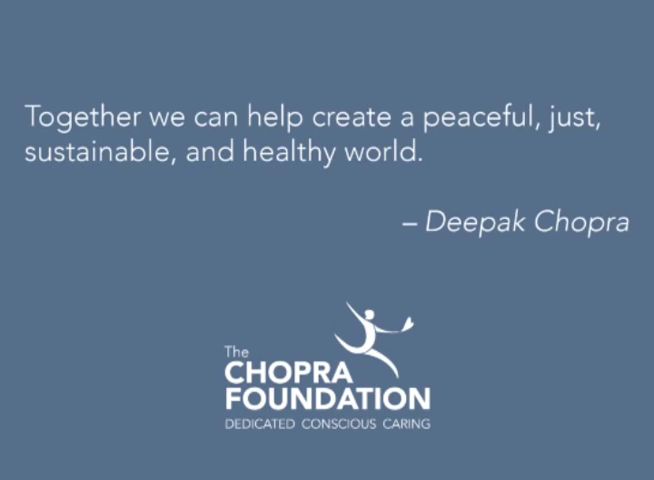 Together we can help create a peaceful, just,
sustainable, and healthy world.
– Deepak Chopra
The
CHOPRA
FOUNDATION
DEDICATED CONSCIOUS CARING